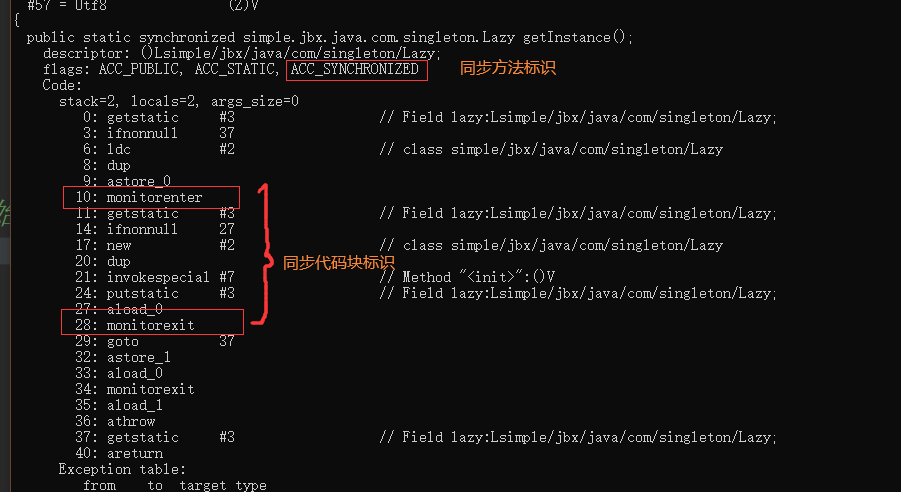 #57 = Utf8 (Z)V
{
public static synchronized simple.jbx.java.com.singleton.Lazy getInstance();
descriptor: ()Lsimple/jbx/java/com/singleton/Lazy;
flags: ACC_PUBLIC, ACC_STATIC, ACC_SYNCHRONIZED 同步方法标识
Code:
stack=2, locals=2, args_size=0
0: getstatic #3 // Field lazy:Lsimple/jbx/java/com/singleton/Lazy;
3: ifnonnull 37
6: ldc #2 // class simple/jbx/java/com/singleton/Lazy
8: dup
9: astore_0
10: monitorenter
11: getstatic #3 // Field lazy:Lsimple/jbx/java/com/singleton/Lazy;
14: ifnonnull 27
17: new #2 // class simple/jbx/java/com/singleton/Lazy
20: dup
同步代码块标识
21: invokespecial #7 // Method "<init>":()V
24: putstatic #3 // Field lazy:Lsimple/jbx/java/com/singleton/Lazy;
27: aload_0
28: monitorexit
29: goto 37
32: astore_1
33: aload_0
34: monitorexit
35: aload_1
36: athrow
37: getstatic #3 // Field lazy:Lsimple/jbx/java/com/singleton/Lazy;
40: areturn
Exception table:
from to target type